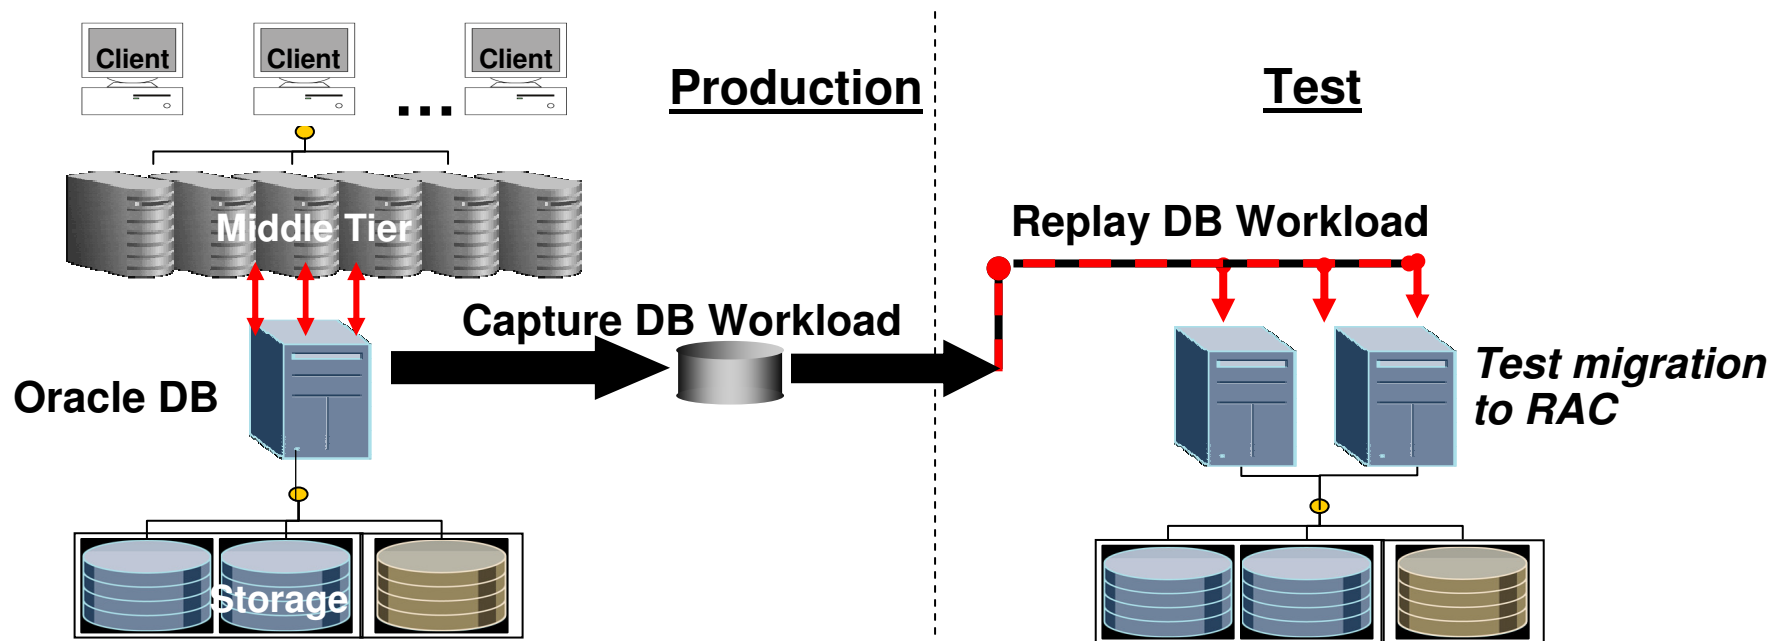 Client
Client
Client
...
Production
Test
Middle Tier
Replay DB Workload
Capture DB Workload
Oracle DB
Test migration
to RAC
Storage